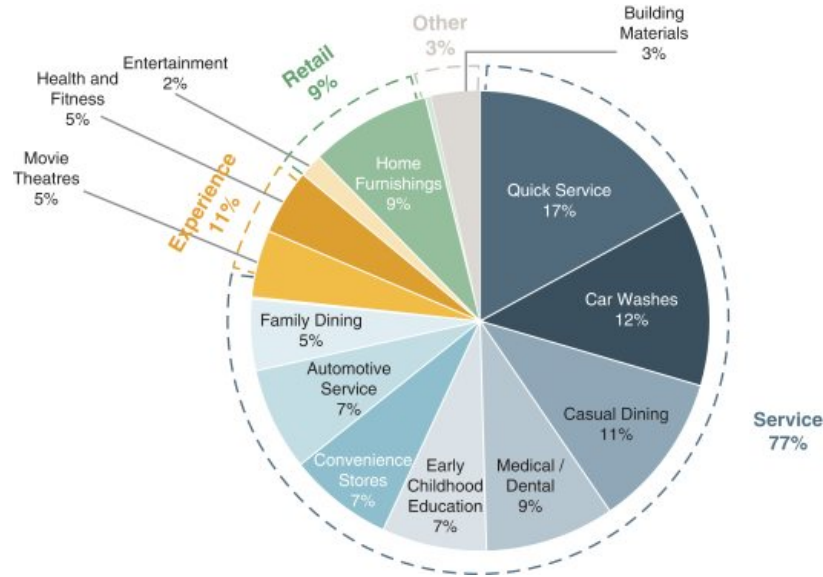 Other
3%
Building
Materials
3%
Retail
9%
Entertainment
2%
Health and
Fitness
5%
Movie
Theatres
5%
Experience
11%
Home
Furnishings
9%
Quick Service
17%
Car Washes
12%
Casual Dining
11%
Service
77%
Medical /
Dental
9%
Early
Childhood
Education
7%
Convenience
Stores
7%
Automotive
Service
7%
Family Dining
5%